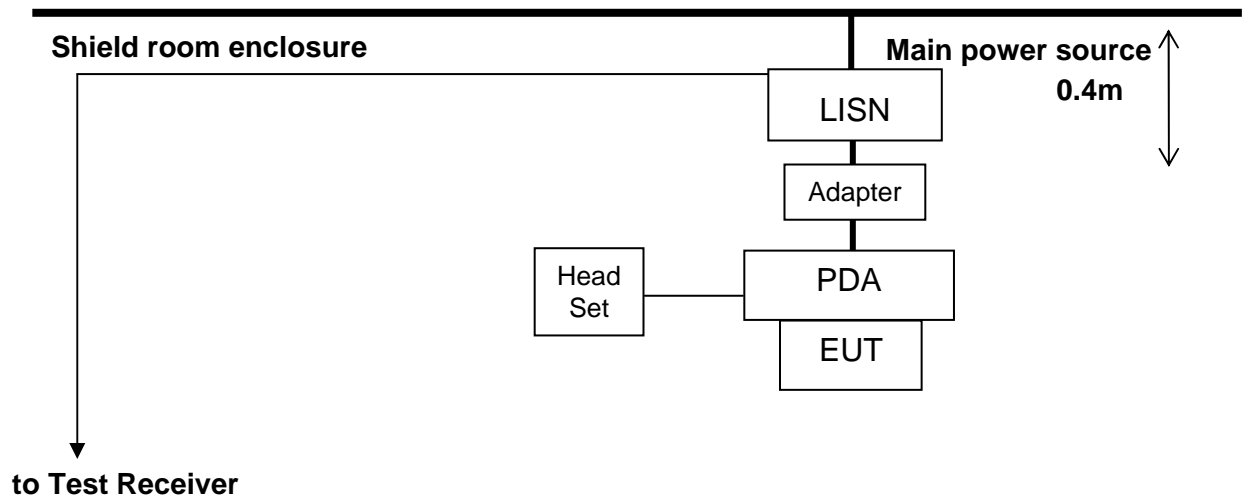 Shield room enclosure
Main power source
0.4m
LISN
Adapter
Head
Set
PDA
EUT
to Test Receiver